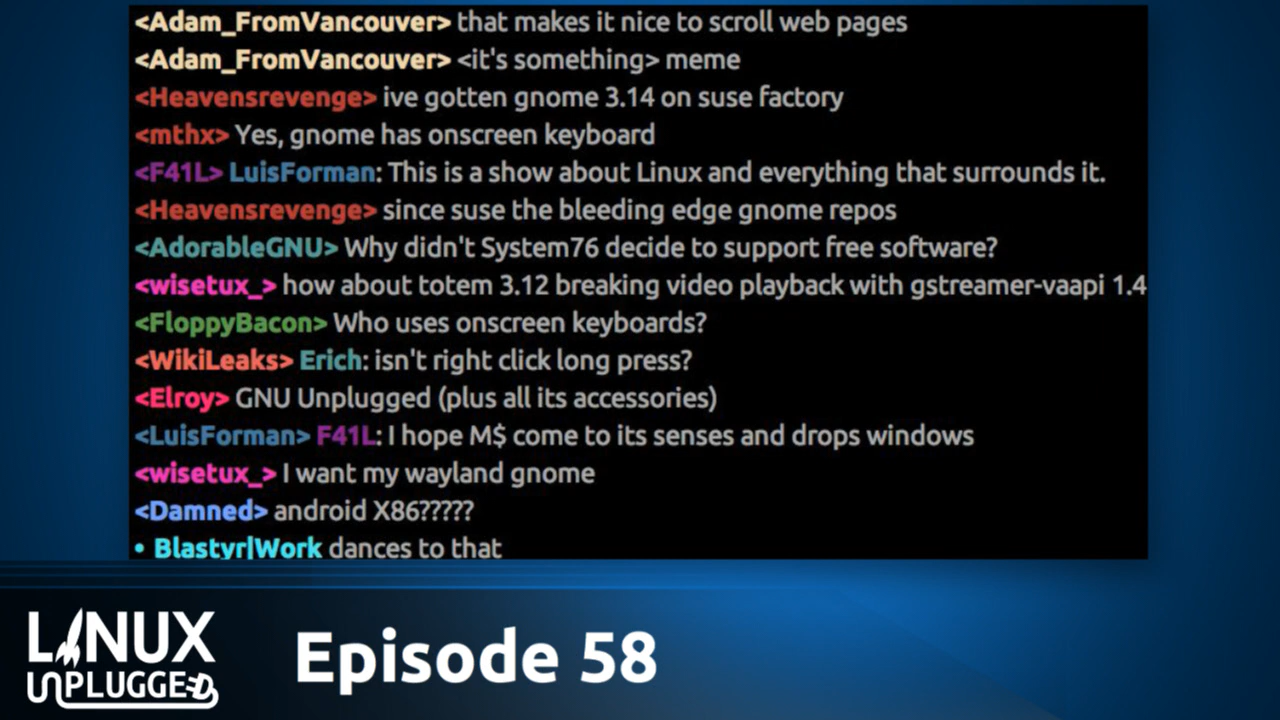 <Adam_FromVancouver> that makes it nice to scroll web pages
<Adam_FromVancouver> <it's something> meme
<Heavensrevenge> ive gotten gnome 3.14 on suse factory
<mthx> Yes, gnome has onscreen keyboard
<F41L> LuisForman: This is a show about Linux and everything that surrounds it.
<Heavensrevenge> since suse the bleeding edge gnome repos
<AdorableGNU> Why didn't System76 decide to support free software?
<wisetux_> how about totem 3.12 breaking video playback with gstreamer-vaapi 1.4
<FloppyBacon> Who uses onscreen keyboards?
<WikiLeaks> Erich: isn't right click long press?
<Elroy> GNU Unplugged (plus all its accessories)
<LuisForman> F41L: I hope M$ come to its senses and drops windows
<wisetux_> I want my wayland gnome
<Damned> android X86?????
• Blastyr|Work dances to that
LINUX
UNPLUGGED
Episode 58